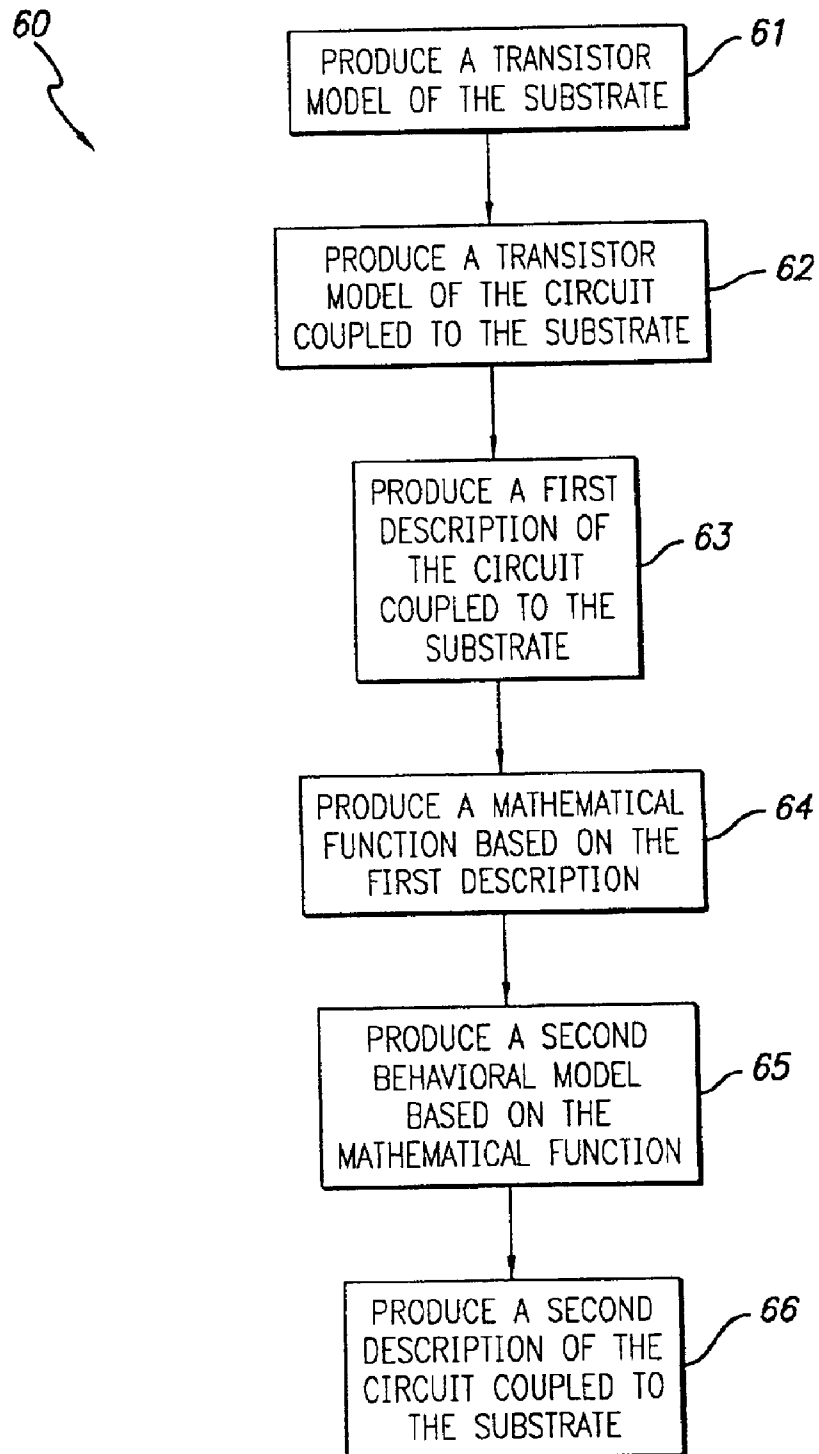 60
PRODUCE A TRANSISTOR
MODEL OF THE SUBSTRATE
61
PRODUCE A TRANSISTOR
MODEL OF THE CIRCUIT
COUPLED TO THE SUBSTRATE
62
PRODUCE A FIRST
DESCRIPTION OF
THE CIRCUIT
COUPLED TO THE
SUBSTRATE
63
PRODUCE A MATHEMATICAL
FUNCTION BASED ON THE
FIRST DESCRIPTION
64
PRODUCE A SECOND
BEHAVIORAL MODEL
BASED ON THE
MATHEMATICAL FUNCTION
65
PRODUCE A SECOND
DESCRIPTION OF THE
CIRCUIT COUPLED TO
THE SUBSTRATE
66